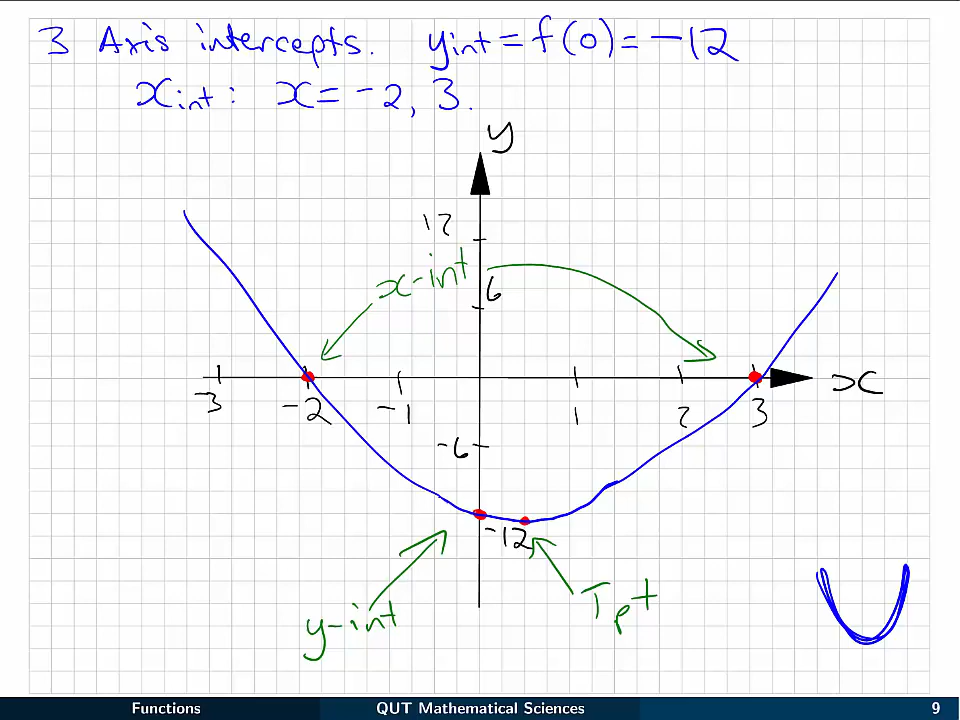 3 Axis intercepts. yint = f(0) = -12
xint: x = -2, 3.
y
12
x-int
6
-3 -2 -1 1 2 3 x
-6
-12
y-int Tpt
Functions QUT Mathematical Sciences 9